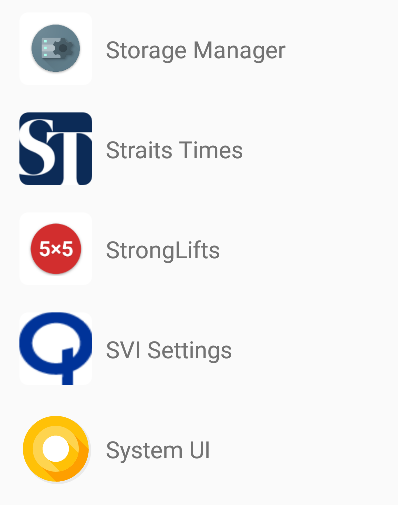 Storage Manager
ST
Straits Times
5×5
StrongLifts
SVI Settings
System UI